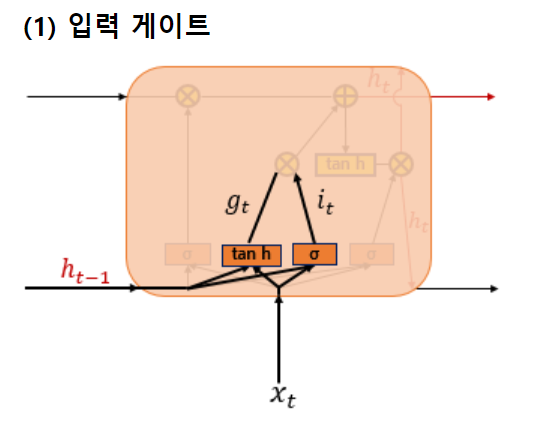 (1) 입력 게이트
h_t
tan h
g_t
i_t
h_t
σ
tan h
σ
σ
h_{t-1}
x_t